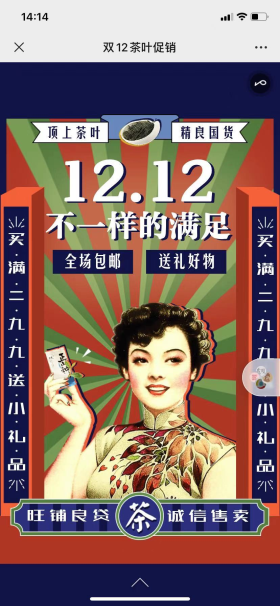 14:14
双12茶叶促销
顶上茶叶
精良国货
12.12
不一样的满足
全场包邮
送礼好物
买·满·二·九·九·送·小·礼·品
买·满·二·九·九·送·小·礼·品
旺铺良贷
茶
诚信售卖